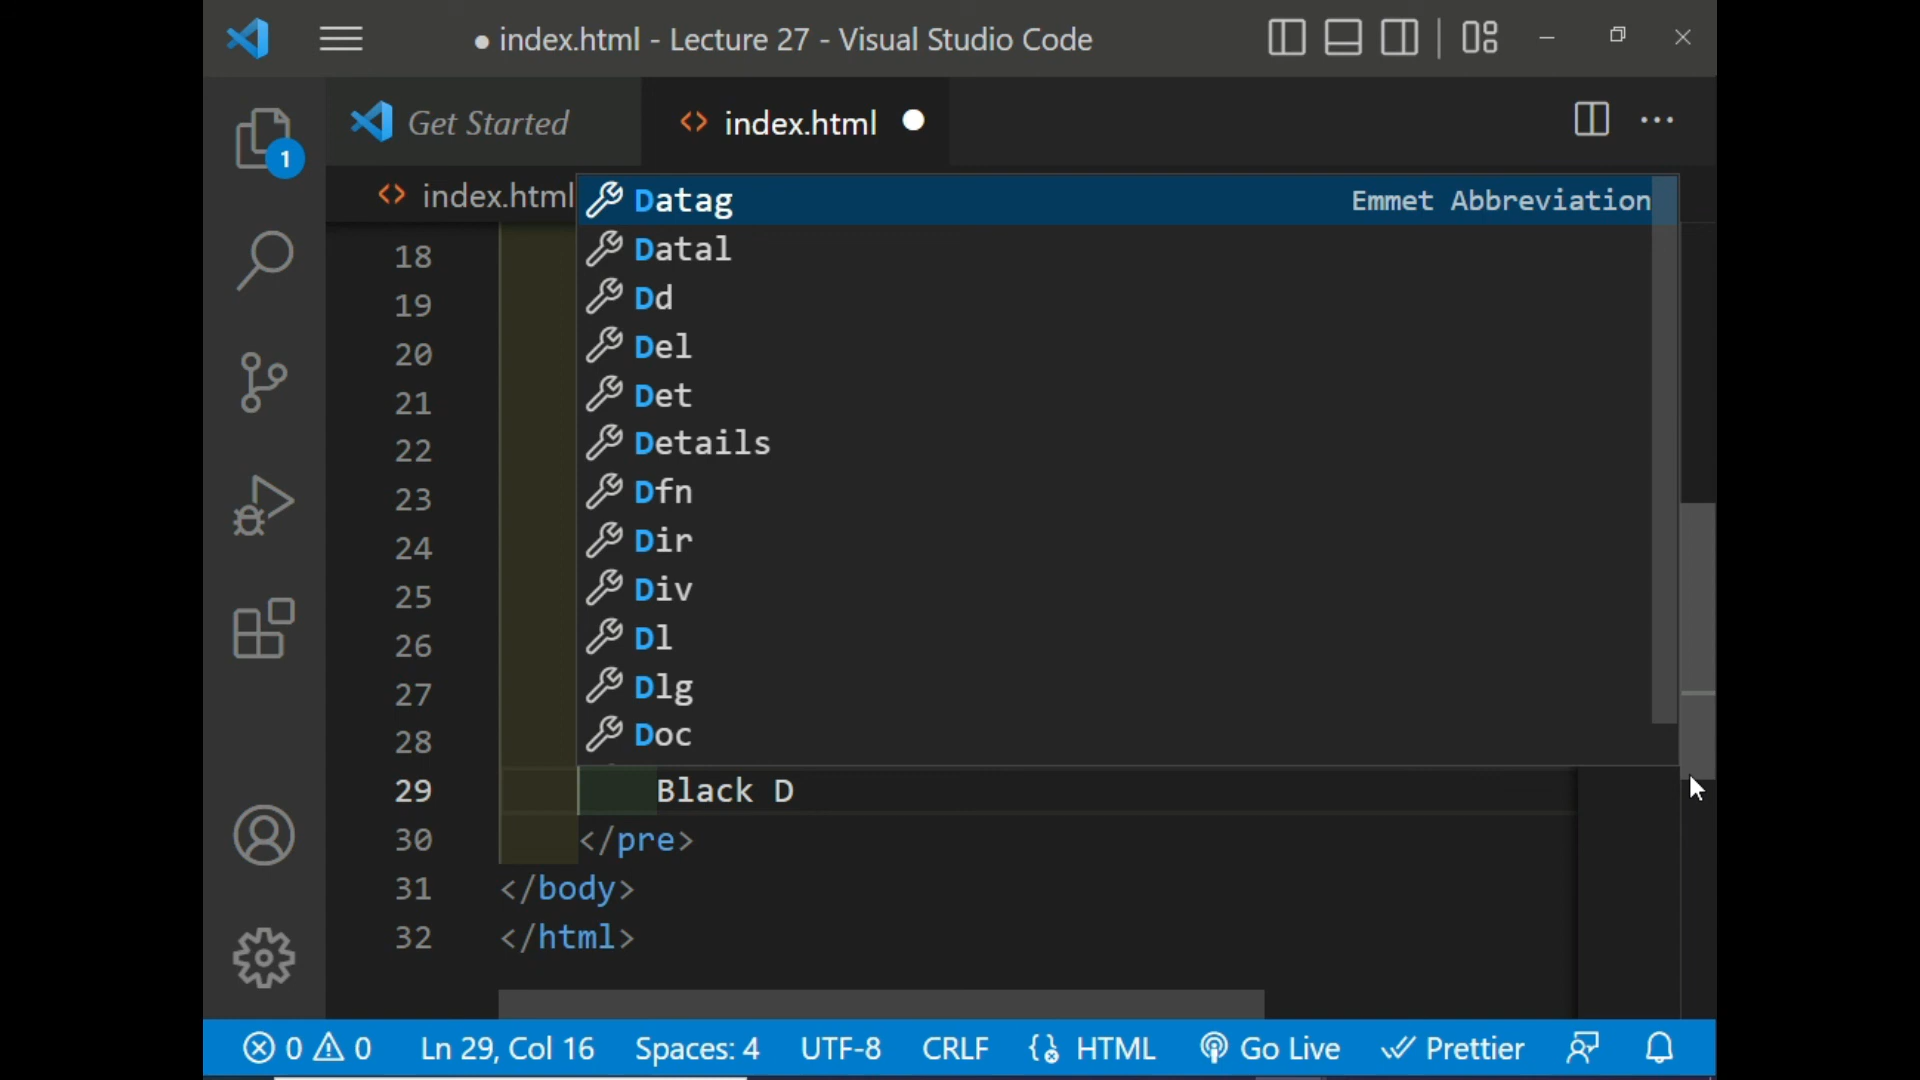 ● index.html - Lecture 27 - Visual Studio Code
Get Started
<> index.html ●
1
<> index.html
Datag Emmet Abbreviation
Datal
Dd
Del
Det
Details
Dfn
Dir
Div
Dl
Dlg
Doc
18
19
20
21
22
23
24
25
26
27
28
29 Black D
30 </pre>
31 </body>
32 </html>
0 0 Ln 29, Col 16 Spaces: 4 UTF-8 CRLF HTML Go Live Prettier